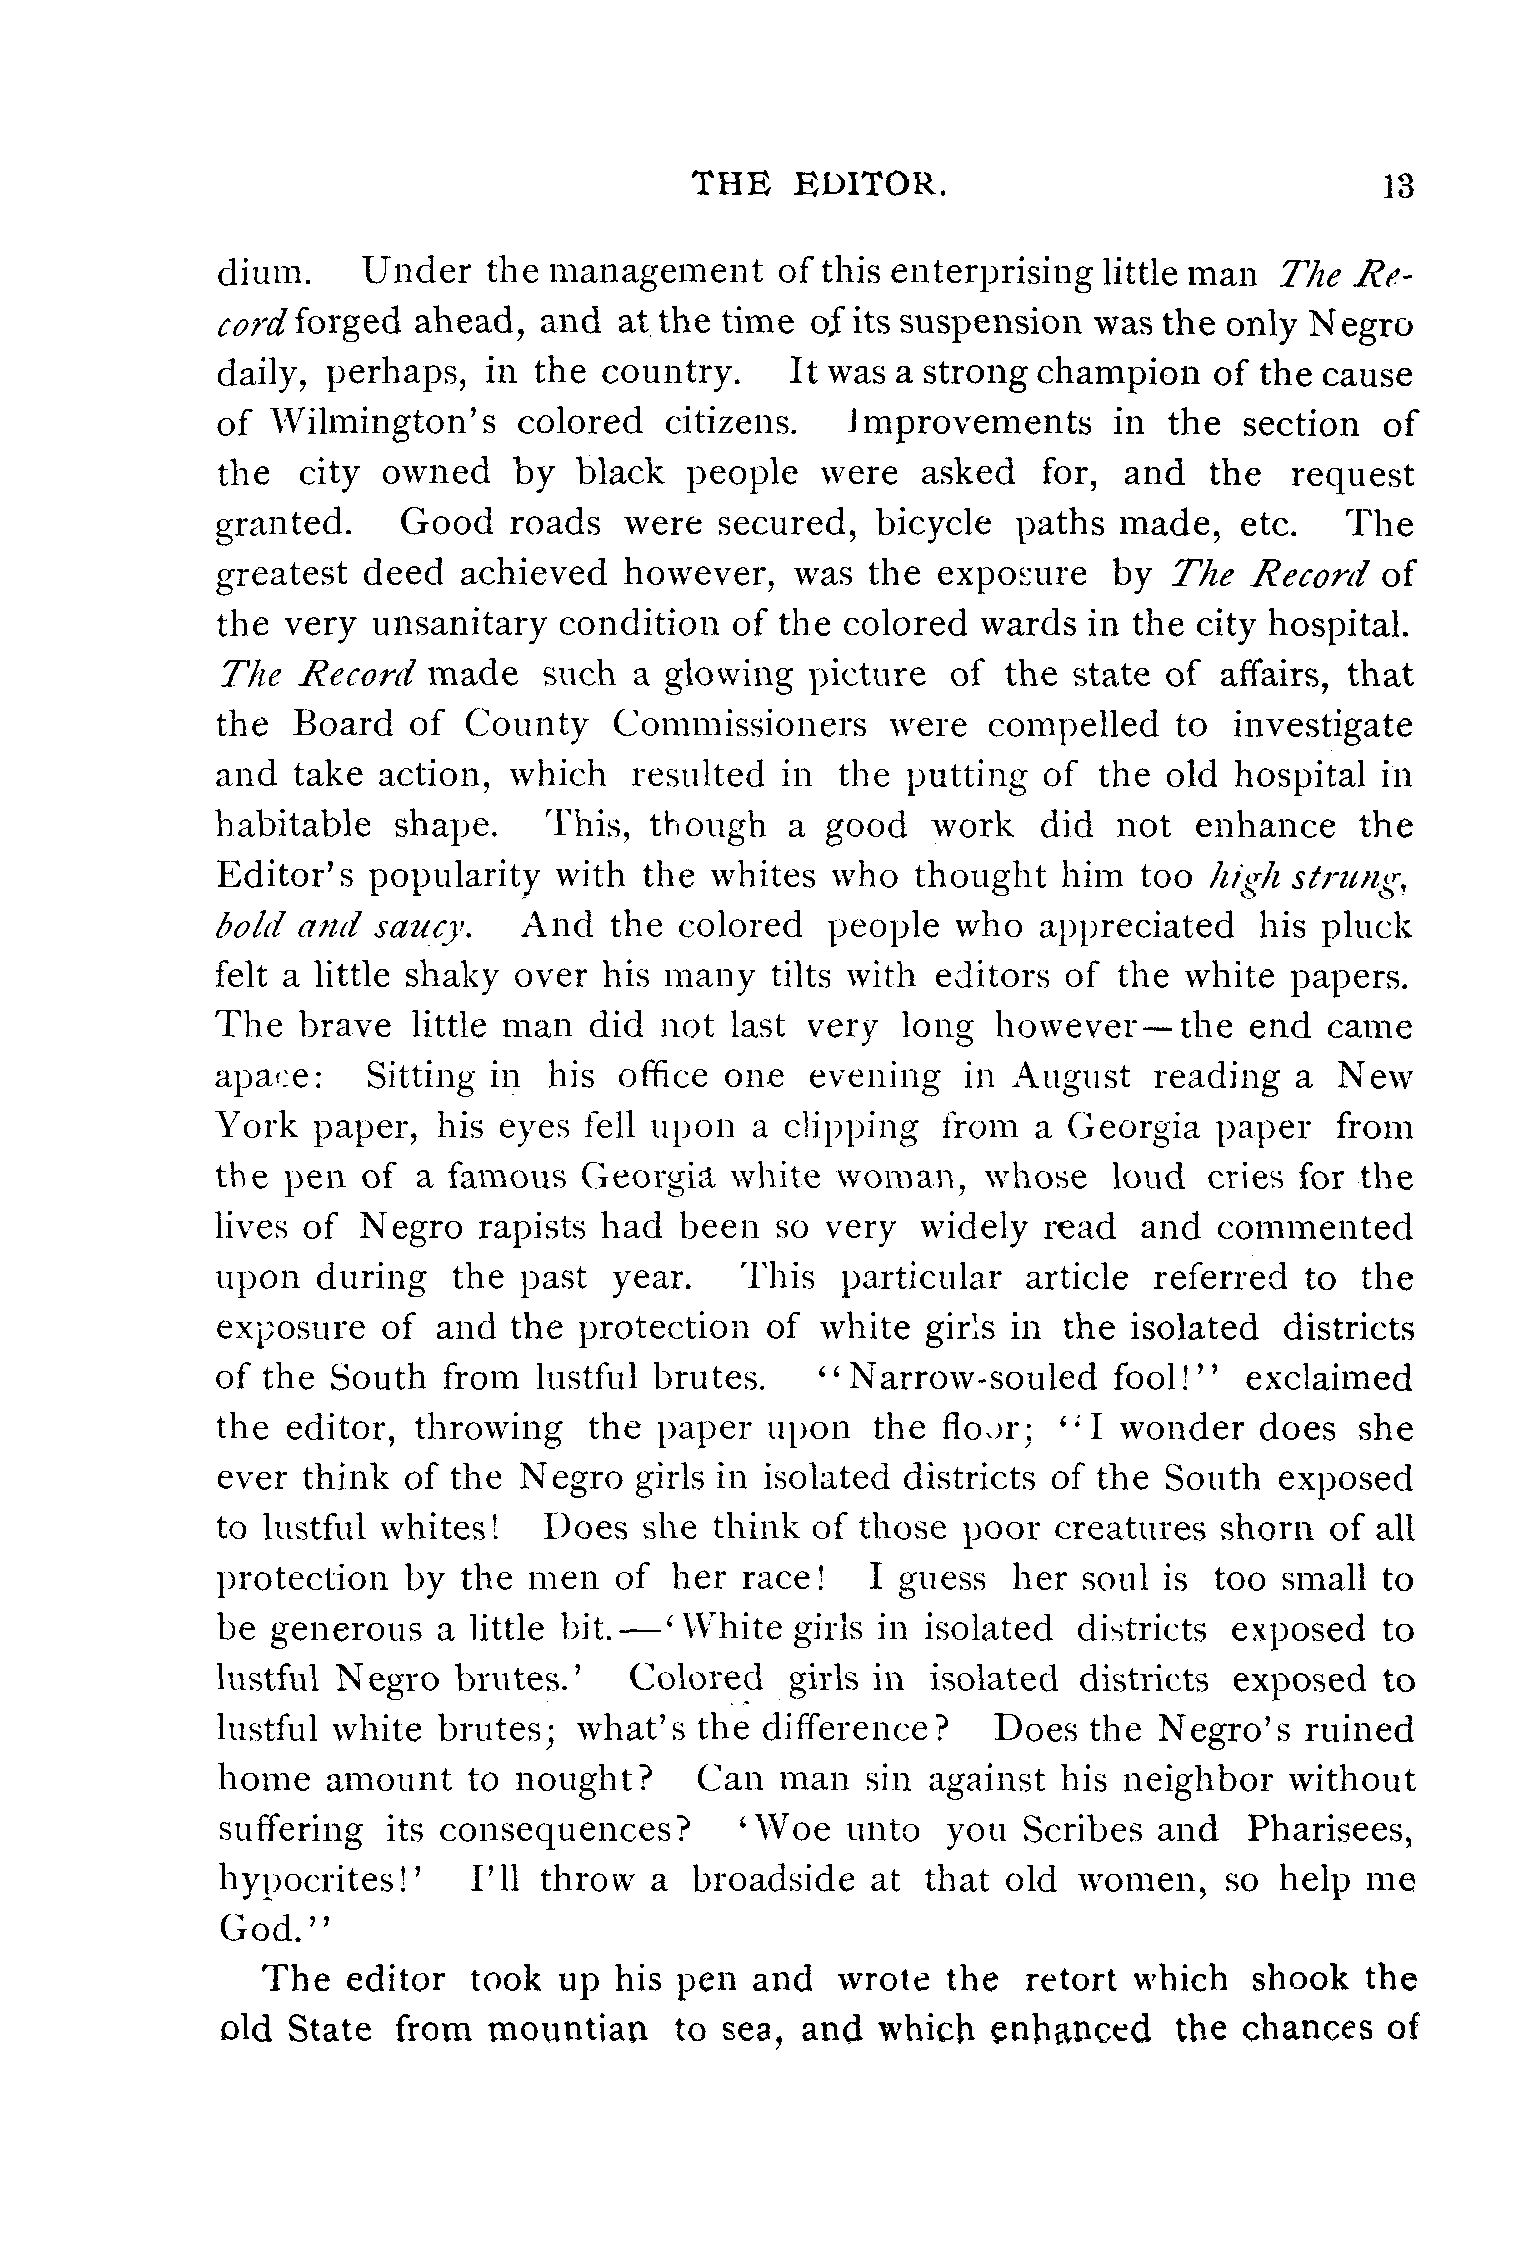 THE EDITOR. 13
dium. Under the management of this enterprising little man The Re-
cord forged ahead, and at the time of its suspension was the only Negro
daily, perhaps, in the country. It was a strong champion of the cause
of Wilmington's colored citizens. Improvements in the section of
the city owned by black people were asked for, and the request
granted. Good roads were secured, bicycle paths made, etc. The
greatest deed achieved however, was the exposure by The Record of
the very unsanitary condition of the colored wards in the city hospital.
The Record made such a glowing picture of the state of affairs, that
the Board of County Commissioners were compelled to investigate
and take action, which resulted in the putting of the old hospital in
habitable shape. This, though a good work did not enhance the
Editor's popularity with the whites who thought him too high strung,
bold and saucy. And the colored people who appreciated his pluck
felt a little shaky over his many tilts with editors of the white papers.
The brave little man did not last very long however—the end came
apace: Sitting in his office one evening in August reading a New
York paper, his eyes fell upon a clipping from a Georgia paper from
the pen of a famous Georgia white woman, whose loud cries for the
lives of Negro rapists had been so very widely read and commented
upon during the past year. This particular article referred to the
exposure of and the protection of white girls in the isolated districts
of the South from lustful brutes. "Narrow-souled fool!" exclaimed
the editor, throwing the paper upon the floor; "I wonder does she
ever think of the Negro girls in isolated districts of the South exposed
to lustful whites! Does she think of those poor creatures shorn of all
protection by the men of her race! I guess her soul is too small to
be generous a little bit.—'White girls in isolated districts exposed to
lustful Negro brutes.' Colored girls in isolated districts exposed to
lustful white brutes; what's the difference? Does the Negro's ruined
home amount to nought? Can man sin against his neighbor without
suffering its consequences? 'Woe unto you Scribes and Pharisees,
hypocrites!' I'll throw a broadside at that old women, so help me
God."
The editor took up his pen and wrote the retort which shook the
old State from mountian to sea, and which enhanced the chances of